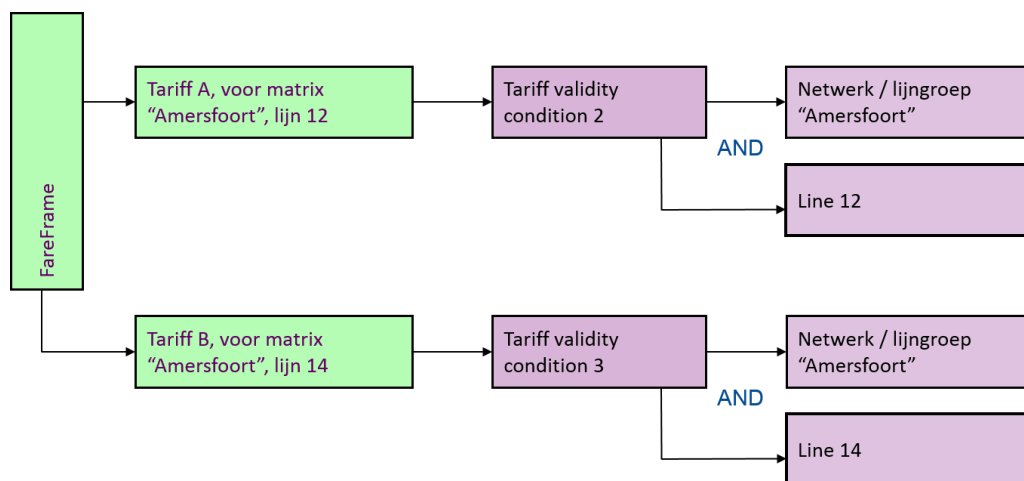 FareFrame
Tariff A, voor matrix
“Amersfoort”, lijn 12
Tariff validity
condition 2
AND
Netwerk / lijngroep
“Amersfoort”
Line 12
Tariff B, voor matrix
“Amersfoort”, lijn 14
Tariff validity
condition 3
AND
Netwerk / lijngroep
“Amersfoort”
Line 14